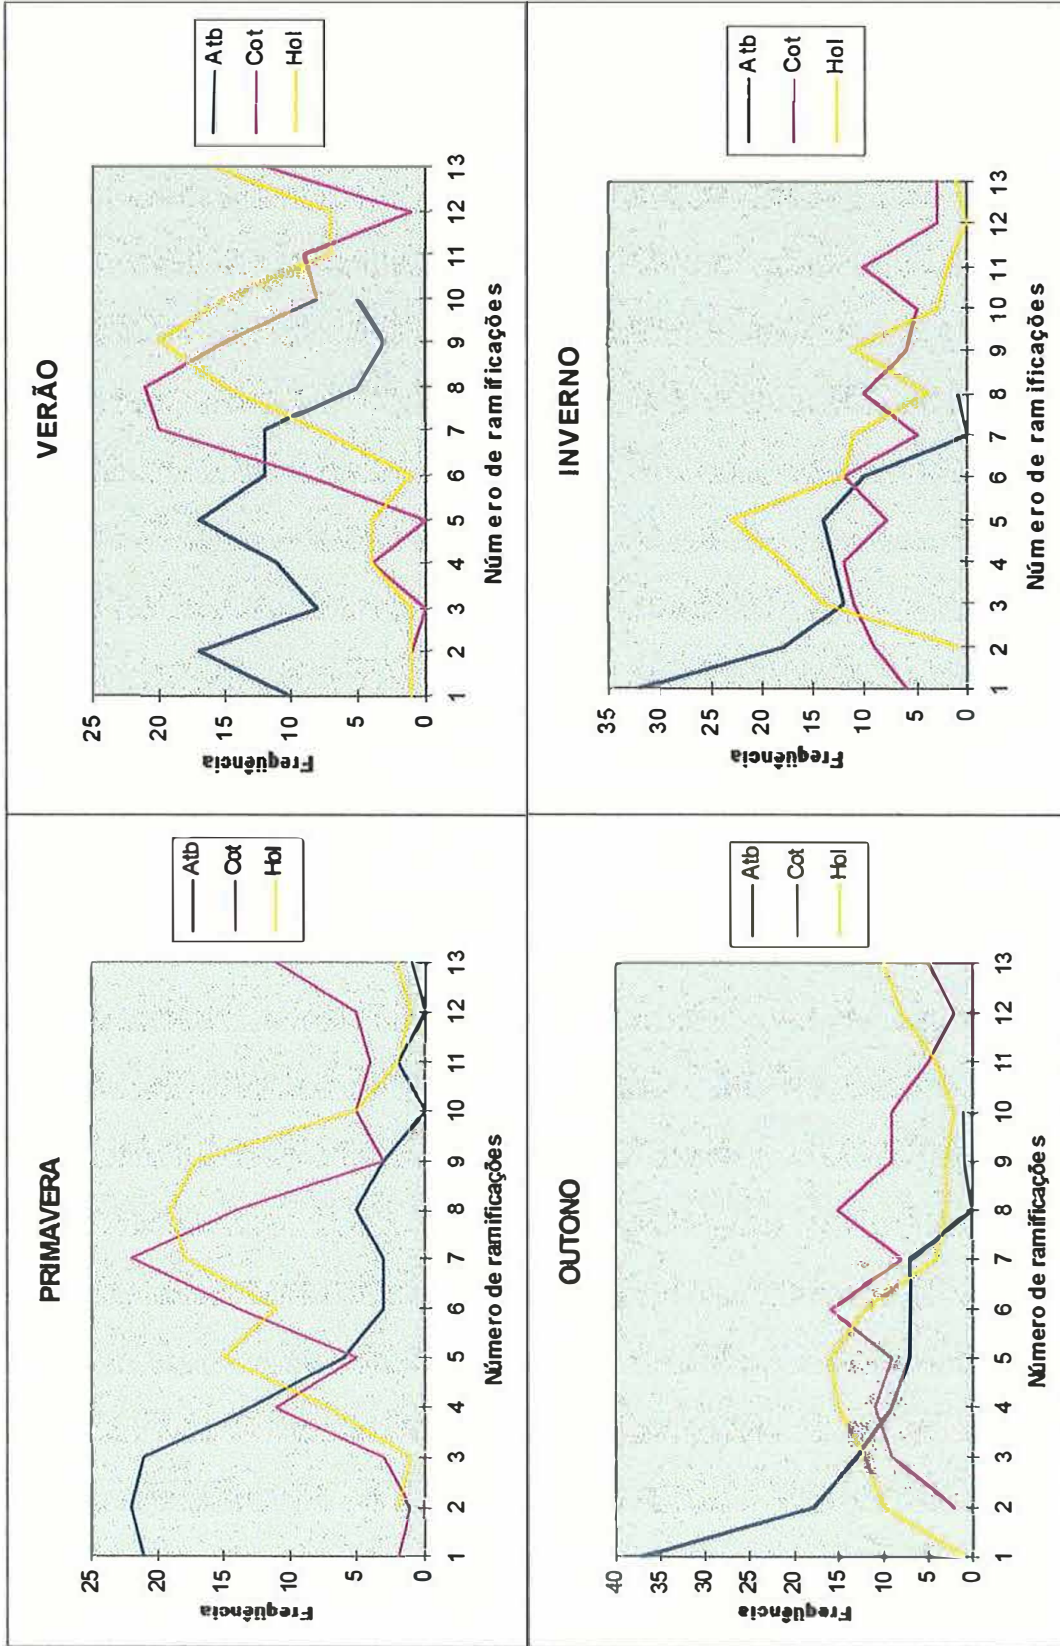 PRIMAVERA
25
20
15
10
5
0
Freqüência
1 2 3 4 5 6 7 8 9 10 11 12 13
Número de ramificações
Atb
Cot
Hol
VERÃO
25
20
15
10
5
0
Freqüência
1 2 3 4 5 6 7 8 9 10 11 12 13
Número de ramificações
Atb
Cot
Hol
OUTONO
40
35
30
25
20
15
10
5
0
Freqüência
1 2 3 4 5 6 7 8 9 10 11 12 13
Número de ramificações
Atb
Cot
Hol
INVERNO
35
30
25
20
15
10
5
0
Freqüência
1 2 3 4 5 6 7 8 9 10 11 12 13
Número de ramificações
Atb
Cot
Hol